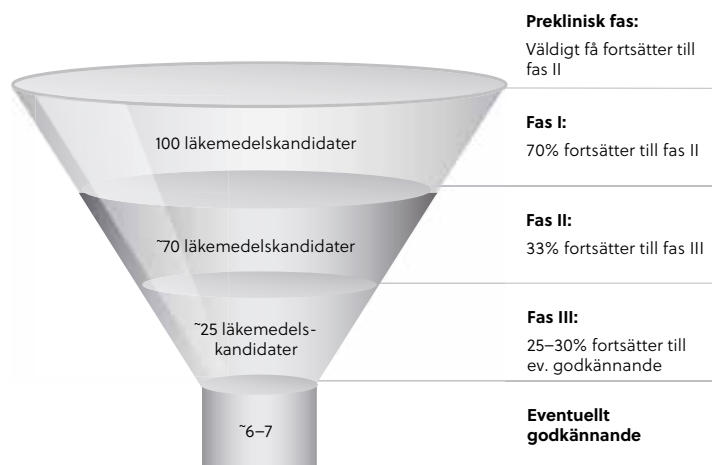 Preklinisk fas:
Väldigt få fortsätter till
fas II
100 läkemedelskandidater
Fas I:
70% fortsätter till fas II
~70 läkemedelskandidater
Fas II:
33% fortsätter till fas III
~25 läkemedels-
kandidater
Fas III:
25–30% fortsätter till
ev. godkännande
~6–7
Eventuellt
godkännande